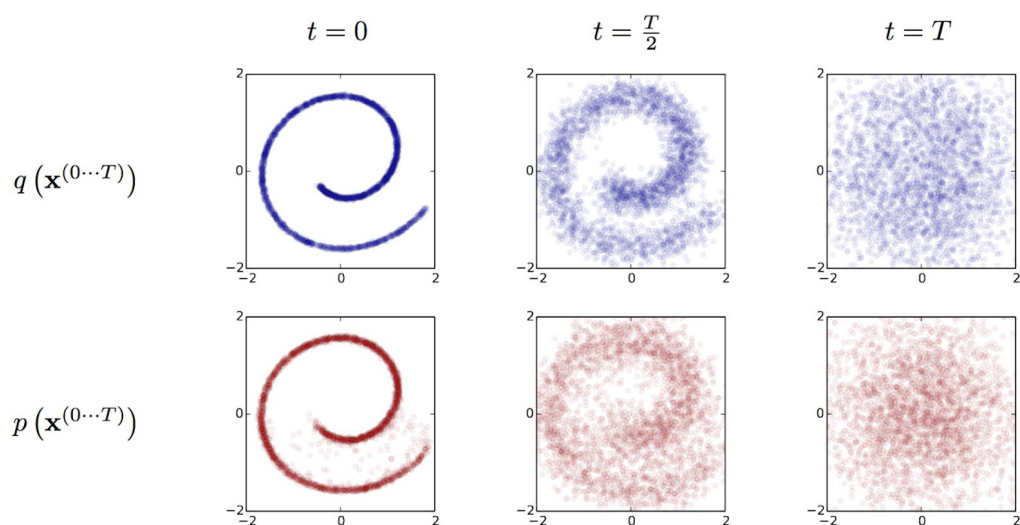 t = 0 t = T/2 t = T
2 2 2
q (x^(0···T)) 0 0 0
−2 −2 −2
−2 0 2 −2 0 2 −2 0 2
2 2 2
p (x^(0···T)) 0 0 0
−2 −2 −2
−2 0 2 −2 0 2 −2 0 2